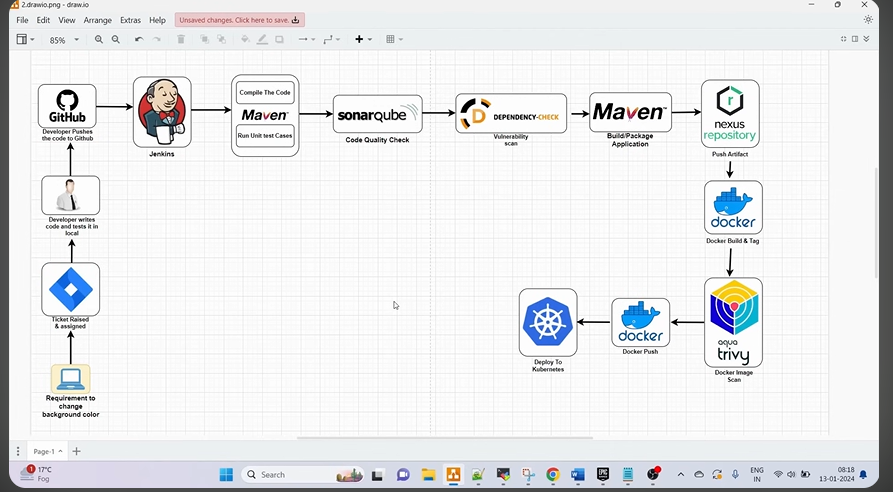 2.drawio.png - draw.io
File Edit View Arrange Extras Help
Unsaved changes. Click here to save.
85%
GitHub
Developer Pushes
the code to Github
Jenkins
Compile The Code
Maven™
Run Unit test Cases
sonarqube
Code Quality Check
DEPENDENCY-CHECK
Vulnerability
scan
Maven™
Build/Package
Application
nexus
repository
Push Artifact
Developer writes
code and tests it in
local
docker
Docker Build & Tag
Ticket Raised
& assigned
Deploy To
Kubernetes
docker
Docker Push
aqua
trivy
Docker Image
Scan
Requirement to
change
background color
Page-1
1
17°C
Fog
Search
ENG
IN
08:18
13-01-2024